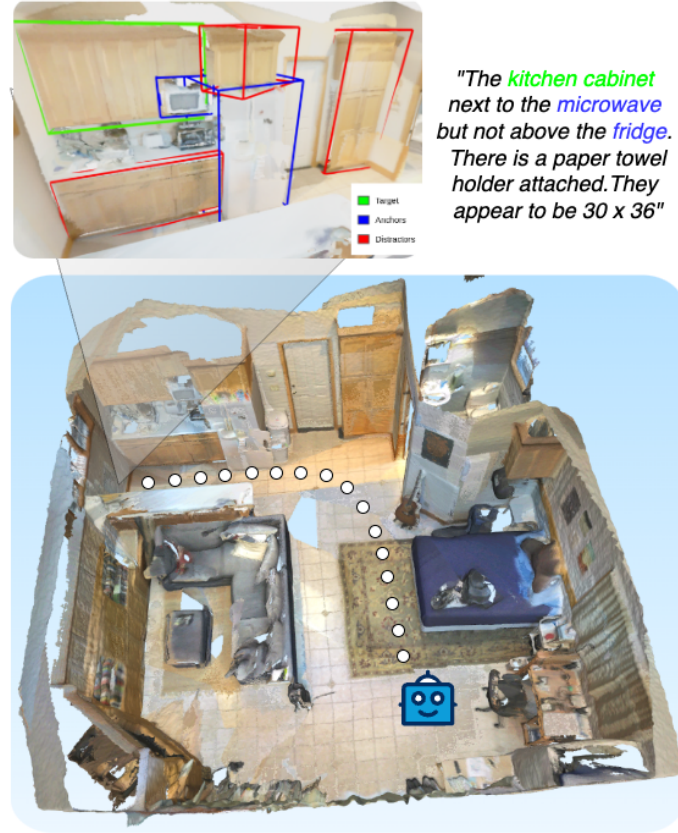 "The kitchen cabinet
next to the microwave
but not above the fridge.
There is a paper towel
holder attached.They
appear to be 30 x 36"
Target
Anchors
Distractors